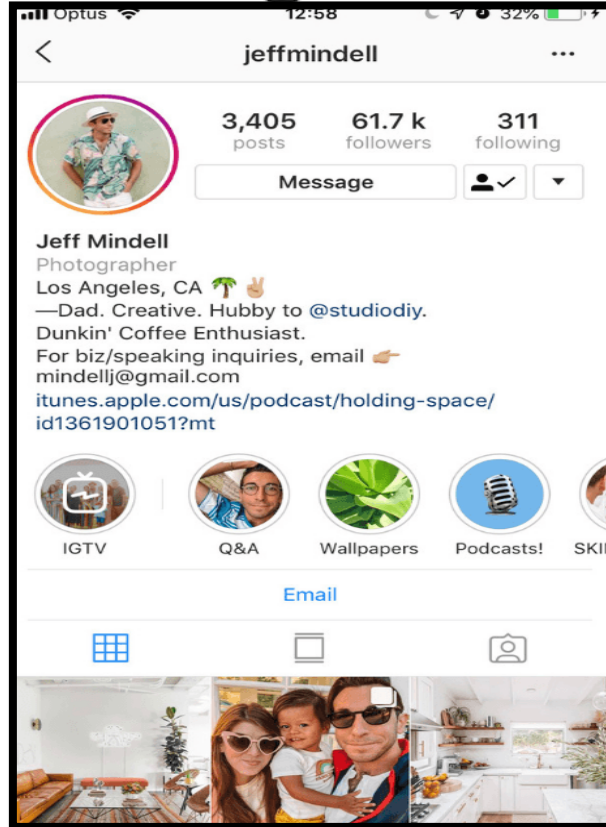 Optus 12:58 32%
jeffmindell
3,405 61.7 k 311
posts followers following
Message
Jeff Mindell
Photographer
Los Angeles, CA 🌴✌🏼
—Dad. Creative. Hubby to @studiodiy.
Dunkin' Coffee Enthusiast.
For biz/speaking inquiries, email 👉🏼
mindellj@gmail.com
itunes.apple.com/us/podcast/holding-space/
id1361901051?mt
IGTV Q&A Wallpapers Podcasts!
Email